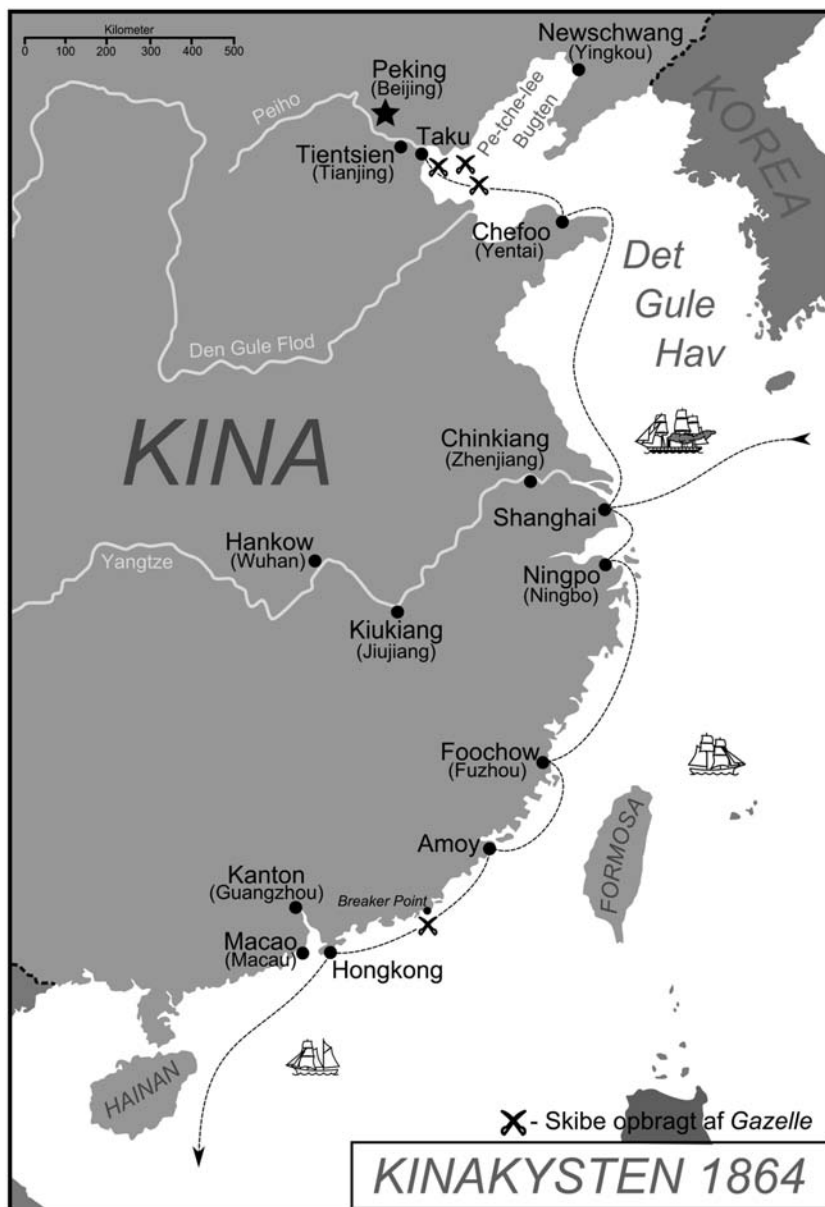 Kilometer
0 100 200 300 400 500
Newschwang
(Yingkou)
Peking
(Beijing)
Peiho
Taku
Tientsien
(Tianjing)
Pe-tche-lee
Bugten
KOREA
Chefoo
(Yentai)
Det
Gule
Hav
Den Gule Flod
KINA
Chinkiang
(Zhenjiang)
Shanghai
Hankow
(Wuhan)
Yangtze
Ningpo
(Ningbo)
Kiukiang
(Jiujiang)
Foochow
(Fuzhou)
FORMOSA
Amoy
Kanton
(Guangzhou)
Breaker Point
Macao
(Macau)
Hongkong
HAINAN
X - Skibe opbragt af Gazelle
KINAKYSTEN 1864